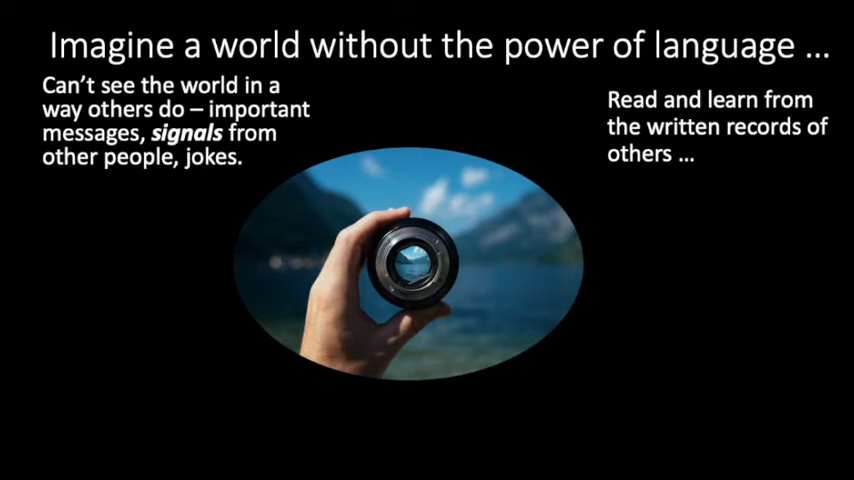 Imagine a world without the power of language ...
Can’t see the world in a
way others do – important
messages, signals from
other people, jokes.
Read and learn from
the written records of
others ...